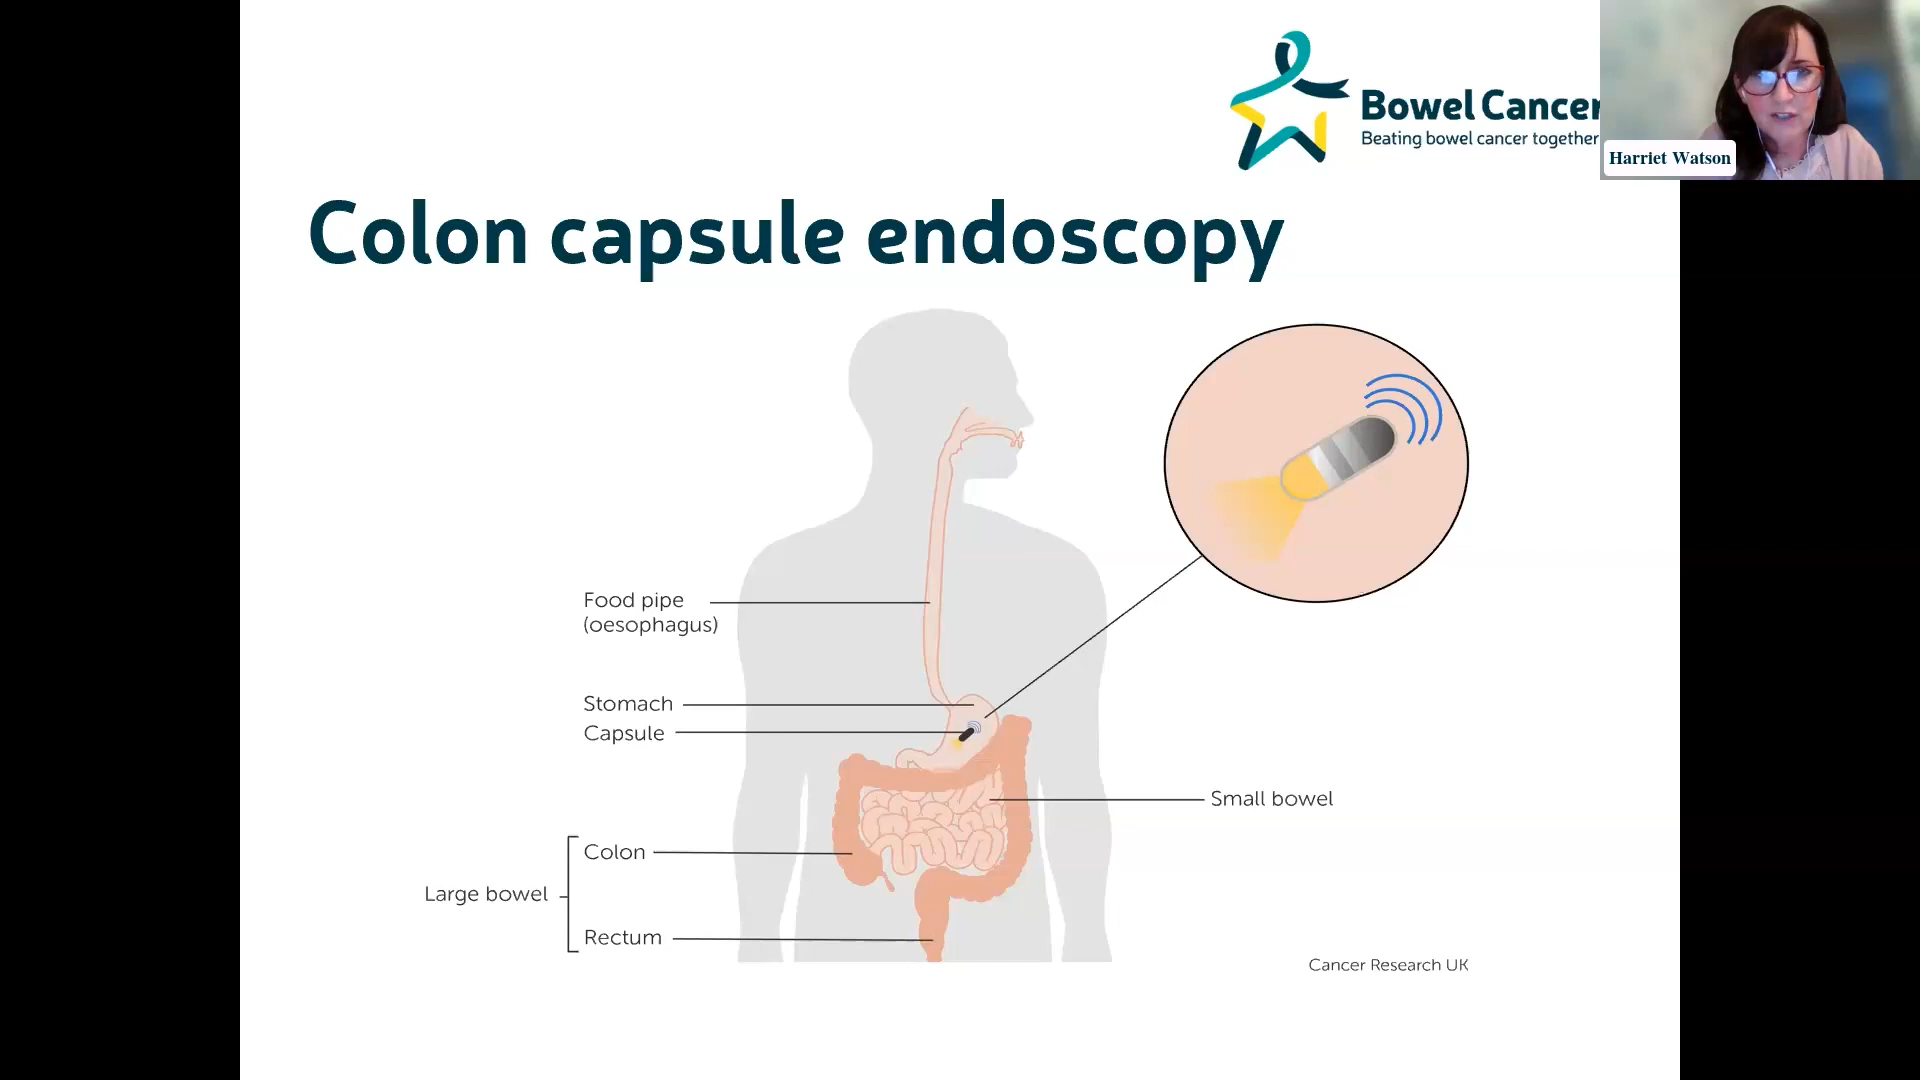 Bowel Cancer
Beating bowel cancer together
Harriet Watson
Colon capsule endoscopy
Food pipe
(oesophagus)
Stomach
Capsule
Small bowel
Colon
Large bowel
Rectum
Cancer Research UK